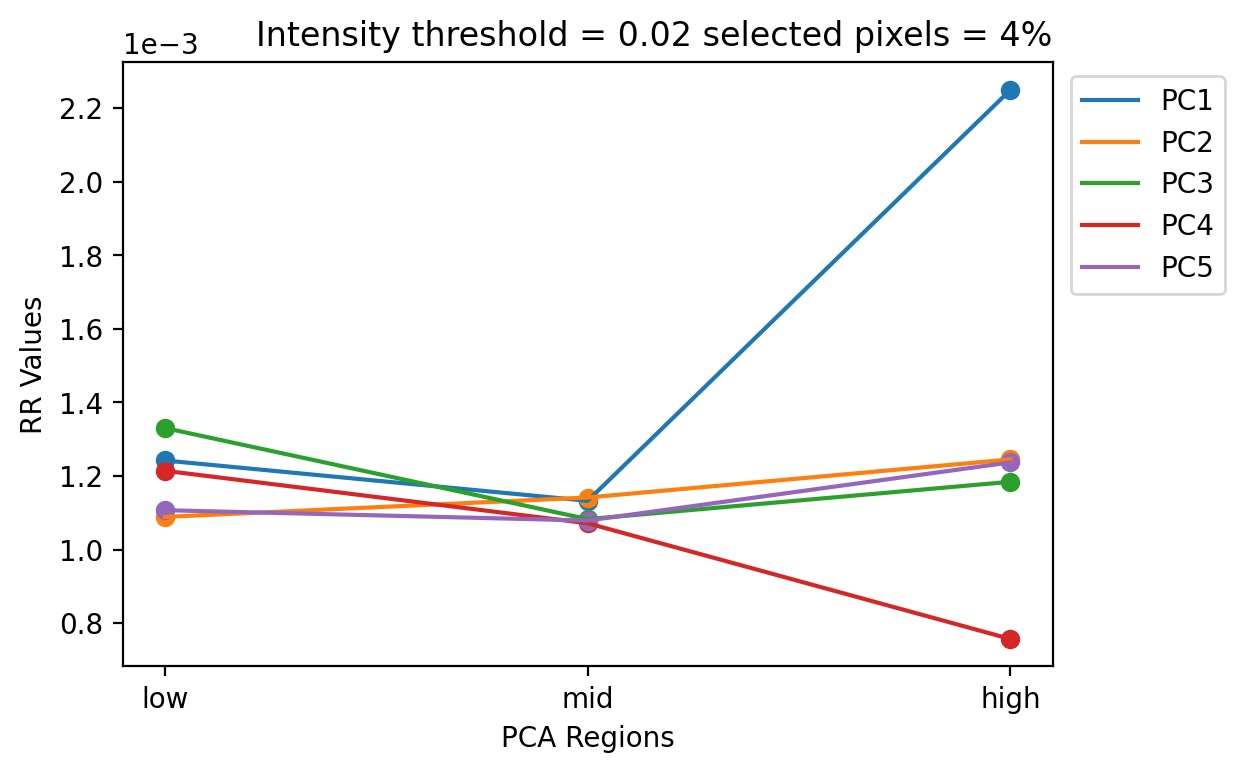 Intensity threshold = 0.02 selected pixels = 4%
1e−3
2.2
2.0
1.8
1.6
1.4
1.2
1.0
0.8
RR Values
low
mid
high
PCA Regions
PC1
PC2
PC3
PC4
PC5